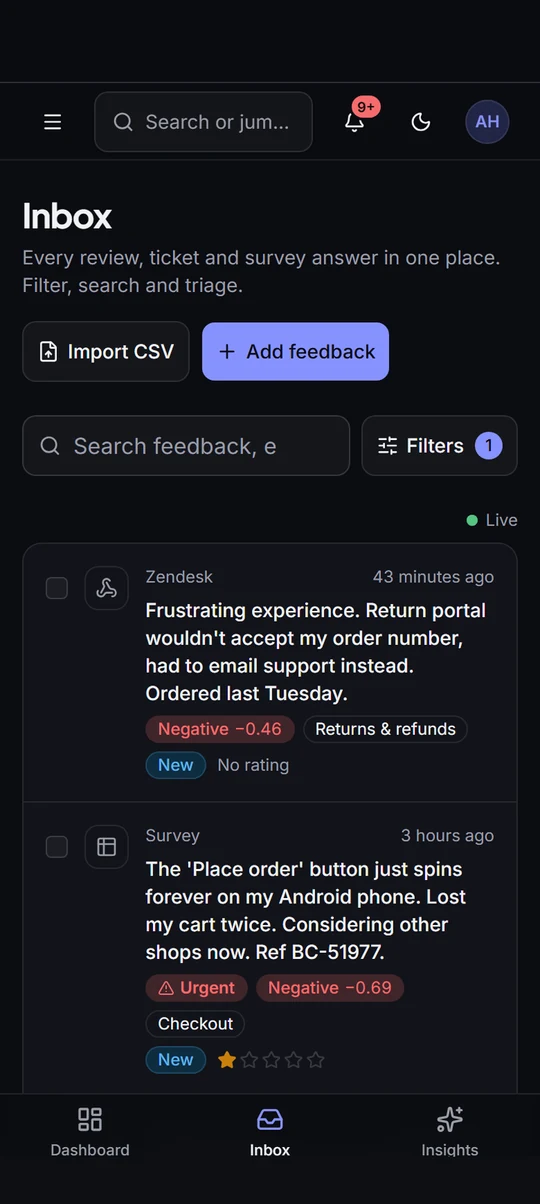 Search or jum...
9+
AH
Inbox
Every review, ticket and survey answer in one place.
Filter, search and triage.
Import CSV
Add feedback
Search feedback, e
Filters 1
Live
Zendesk 43 minutes ago
Frustrating experience. Return portal
wouldn't accept my order number,
had to email support instead.
Ordered last Tuesday.
Negative −0.46 Returns & refunds
New No rating
Survey 3 hours ago
The 'Place order' button just spins
forever on my Android phone. Lost
my cart twice. Considering other
shops now. Ref BC-51977.
Urgent Negative −0.69
Checkout
New
Dashboard Inbox Insights